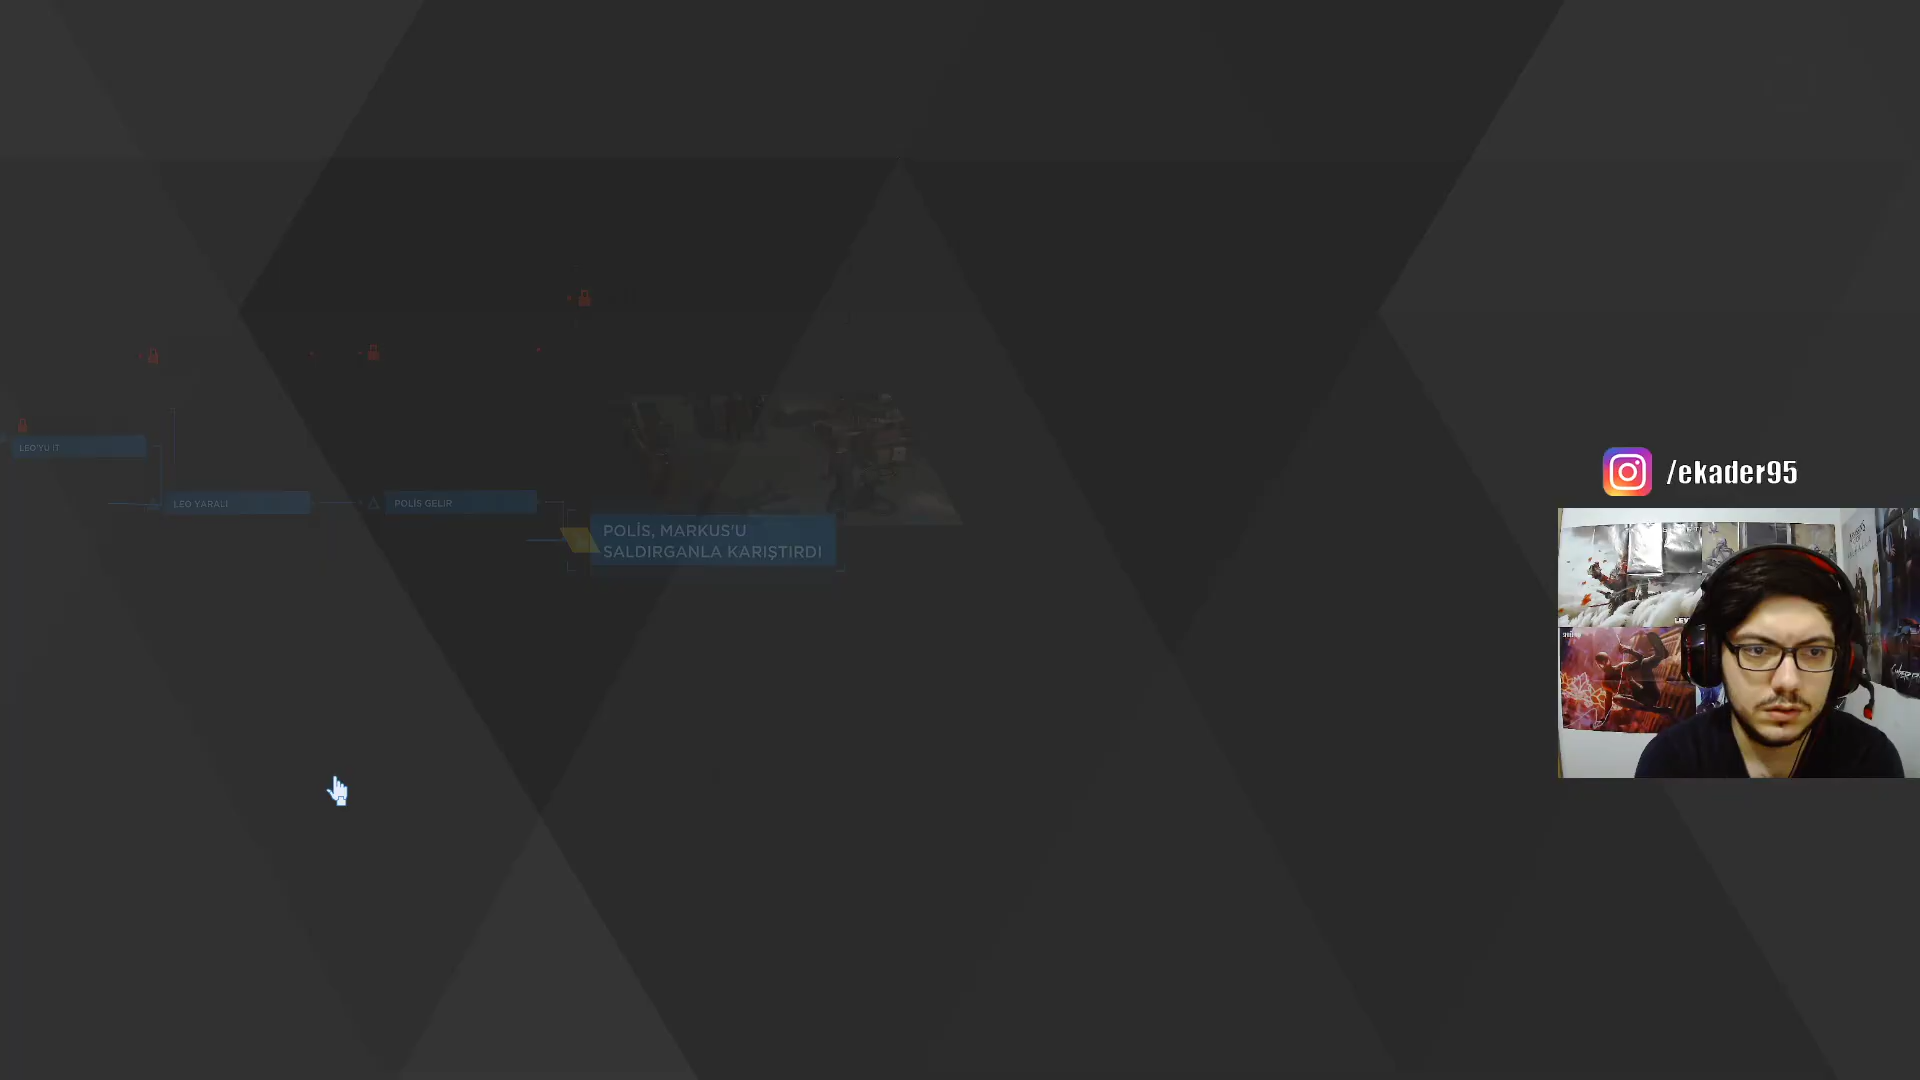 /ekader95
LEO'YU İT
LEO YARALI
POLİS GELİR
POLİS, MARKUS'U
SALDIRGANLA KARIŞTIRDI